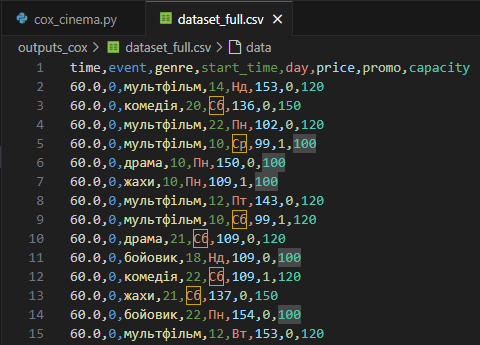 cox_cinema.py dataset_full.csv
outputs_cox > dataset_full.csv > data
1 time,event,genre,start_time,day,price,promo,capacity
2 60.0,0,мультфільм,14,Нд,153,0,120
3 60.0,0,комедія,20,Сб,136,0,150
4 60.0,0,мультфільм,22,Пн,102,0,120
5 60.0,0,мультфільм,10,Ср,99,1,100
6 60.0,0,драма,10,Пн,150,0,100
7 60.0,0,жахи,10,Пн,109,1,100
8 60.0,0,мультфільм,12,Пт,143,0,120
9 60.0,0,мультфільм,10,Сб,99,1,120
10 60.0,0,драма,21,Сб,109,0,120
11 60.0,0,бойовик,18,Нд,109,0,100
12 60.0,0,комедія,22,Сб,109,1,120
13 60.0,0,жахи,21,Сб,137,0,150
14 60.0,0,бойовик,22,Пн,154,0,100
15 60.0,0,мультфільм,12,Вт,153,0,120